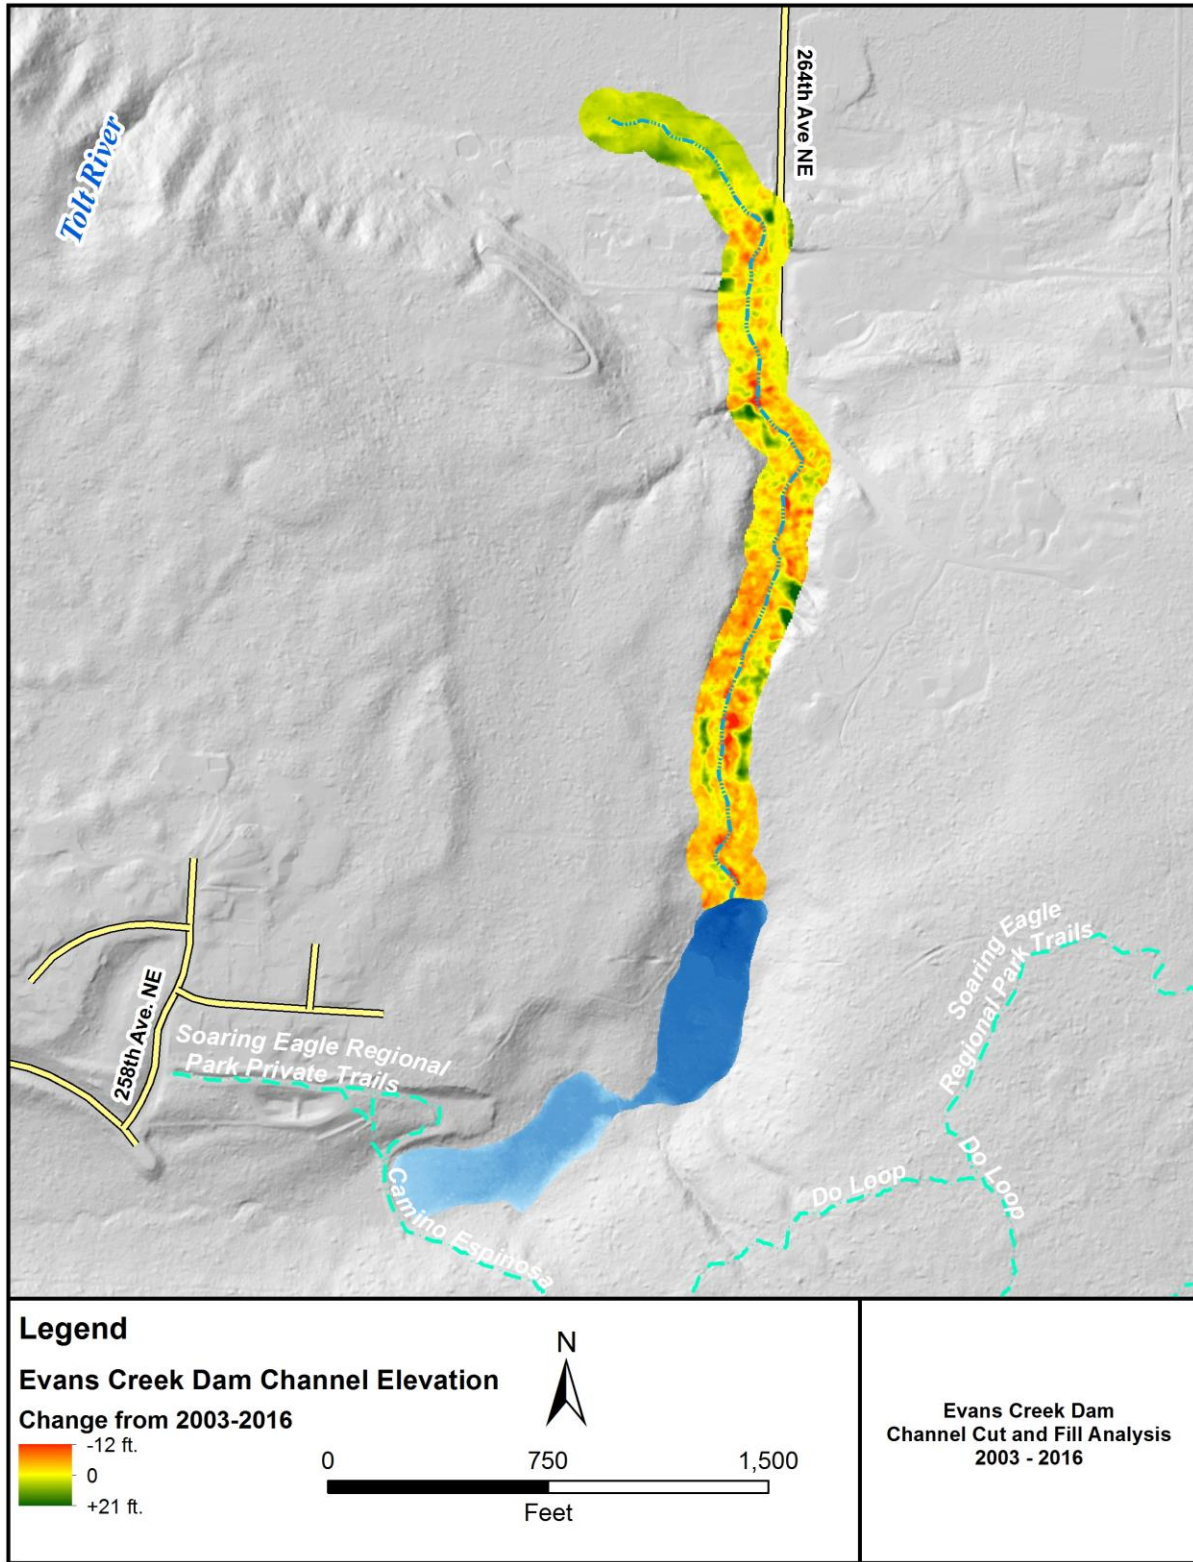 264th Ave NE
Tolt River
Soaring Eagle
Regional Park Trails
258th Ave. NE
Soaring Eagle Regional
Park Private Trails
Camino Espinosa
Do Loop
Do Loop
Legend
Evans Creek Dam Channel Elevation
Change from 2003-2016
-12 ft.
0
+21 ft.
N
0 750 1,500
Feet
Evans Creek Dam
Channel Cut and Fill Analysis
2003 - 2016